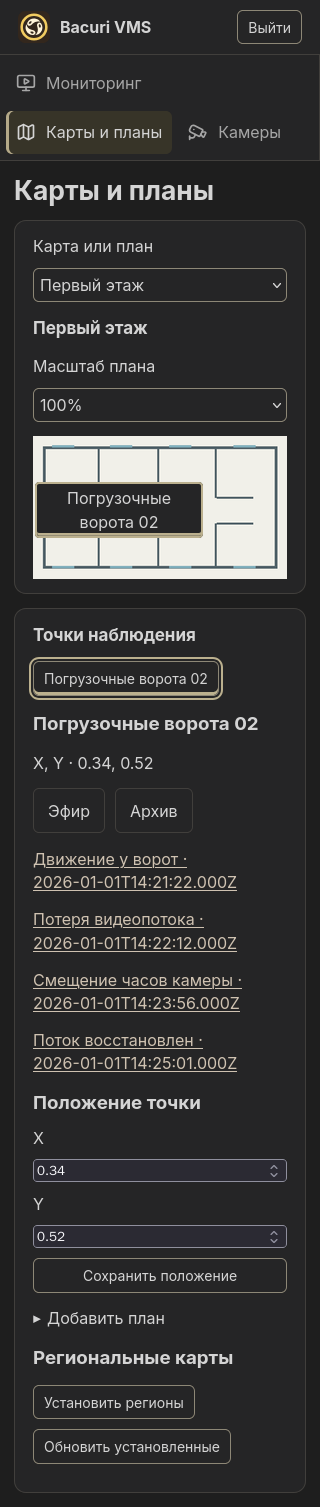 Bacuri VMS
Выйти
Мониторинг
Карты и планы
Камеры
Карты и планы
Карта или план
Первый этаж
Первый этаж
Масштаб плана
100%
Погрузочные
ворота 02
Точки наблюдения
Погрузочные ворота 02
Погрузочные ворота 02
X, Y · 0.34, 0.52
Эфир
Архив
Движение у ворот ·
2026-01-01T14:21:22.000Z
Потеря видеопотока ·
2026-01-01T14:22:12.000Z
Смещение часов камеры ·
2026-01-01T14:23:56.000Z
Поток восстановлен ·
2026-01-01T14:25:01.000Z
Положение точки
X
0.34
Y
0.52
Сохранить положение
Добавить план
Региональные карты
Установить регионы
Обновить установленные